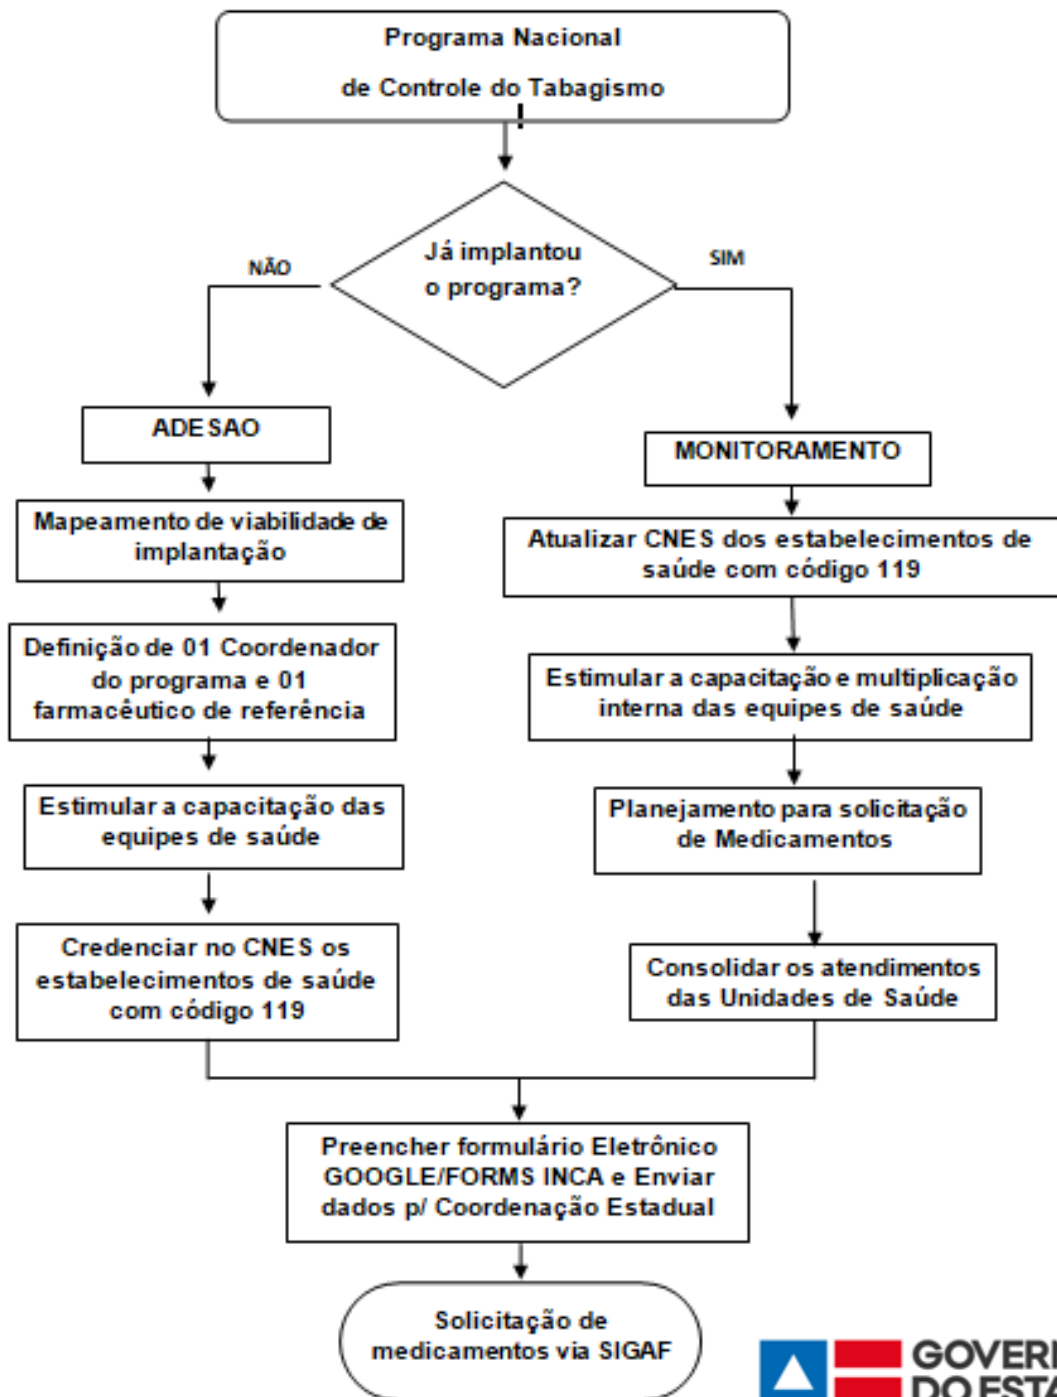 Programa Nacional
de Controle do Tabagismo
Já implantou
o programa?
NÃO
SIM
ADESAO
Mapeamento de viabilidade de
implantação
Definição de 01 Coordenador
do programa e 01
farmacêutico de referência
Estimular a capacitação das
equipes de saúde
Credenciar no CNES os
estabelecimentos de saúde
com código 119
MONITORAMENTO
Atualizar CNES dos estabelecimentos de
saúde com código 119
Estimular a capacitação e multiplicação
interna das equipes de saúde
Planejamento para solicitação
de Medicamentos
Consolidar os atendimentos
das Unidades de Saúde
Preencher formulário Eletrônico
GOOGLE/FORMS INCA e Enviar
dados p/ Coordenação Estadual
Solicitação de
medicamentos via SIGAF